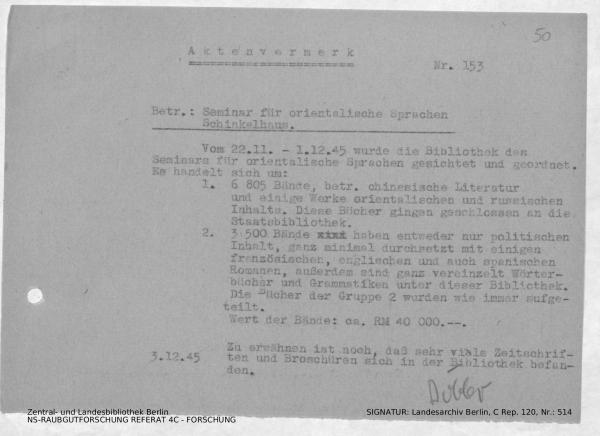 50
Aktenvermerk
Nr. 153
Betr.: Seminar für orientalische Sprachen
Schinkelhaus.
Vom 22.11. - 1.12.45 wurde die Bibliothek des
Seminars für orientalische Sprachen gesichtet und geordnet.
Es handelt sich um:
1. 6 805 Bände, betr. chinesische Literatur
und einige Werke orientalischen und russischen
Inhalts. Diese Bücher gingen geschlossen an die
Staatsbibliothek.
2. 3 500 Bände xixi haben entweder nur politischen
Inhalt, ganz minimal durchsetzt mit einigen
französischen, englischen und auch spanischen
Romanen, außerdem sind ganz vereinzelt Wörter-
bücher und Grammatiken unter dieser Bibliothek.
Die Bücher der Gruppe 2 wurden wie immer aufge-
teilt.
Wert der Bände: ca. RM 40 000.--.
Zu erwähnen ist noch, daß sehr viele Zeitschrif-
3.12.45 ten und Broschüren sich in der Bibliothek befan-
den.
Zentral- und Landesbibliothek Berlin
NS-RAUBGUTFORSCHUNG REFERAT 4C - FORSCHUNG
SIGNATUR: Landesarchiv Berlin, C Rep. 120, Nr.: 514